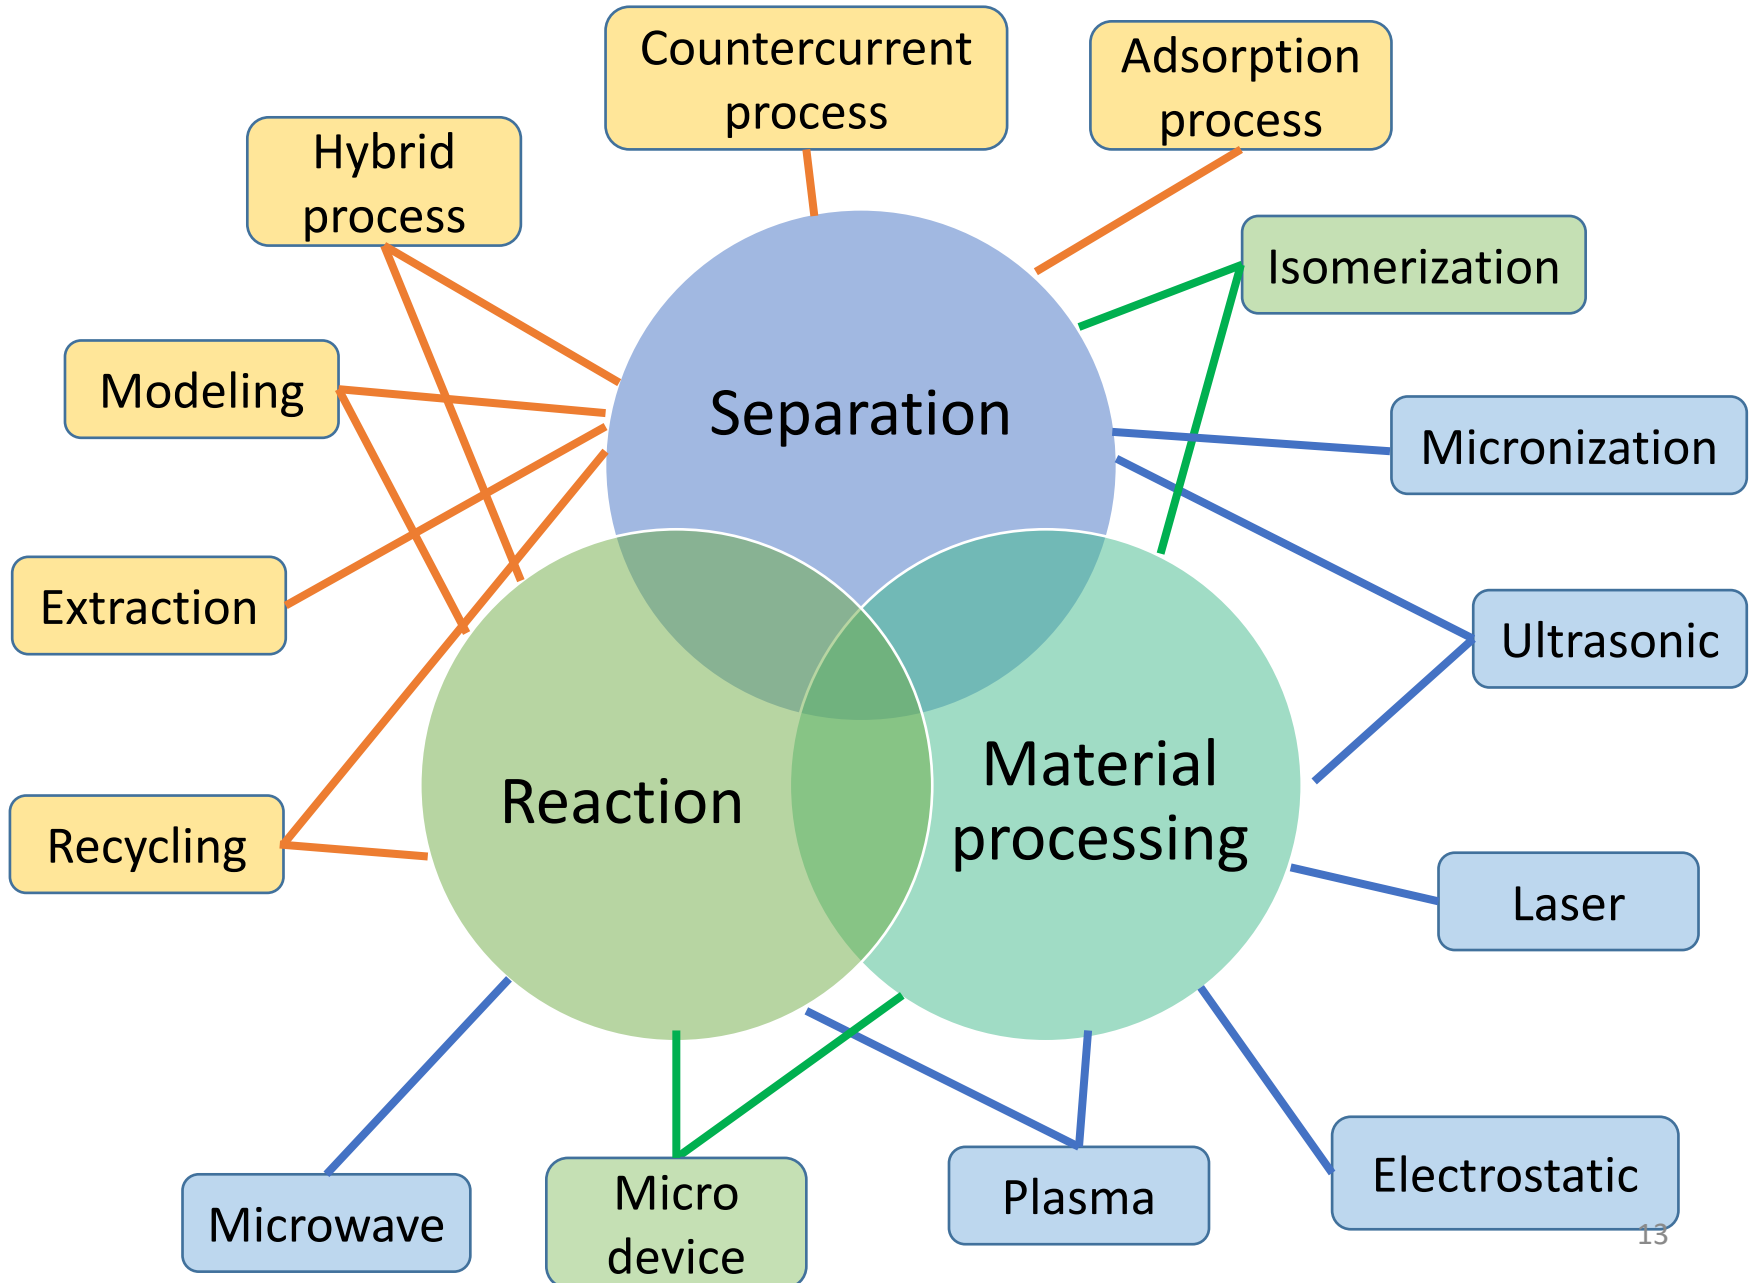 Countercurrent
process
Adsorption
process
Hybrid
process
Isomerization
Modeling
Separation
Micronization
Extraction
Ultrasonic
Material
processing
Reaction
Recycling
Laser
Electrostatic
Micro
device
Plasma
Microwave
13